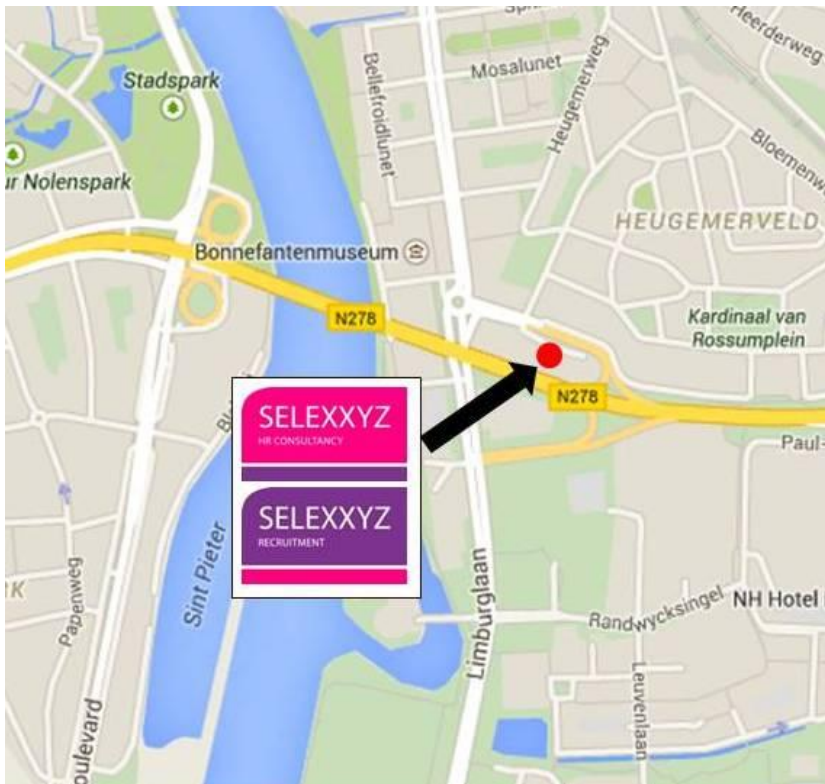 Stadspark
ur Nolenspark
Bellefroidlunet
Mosalunet
Heugemerweg
Heerderweg
HEUGEMERVELD
Bonnefantenmuseum
N278
Kardinaal van
Rossumplein
N278
SELEXXYZ
HR CONSULTANCY
SELEXXYZ
RECRUITMENT
Paul-
Sint Pieter
Papenweg
Limburglaan
Randwycksingel
NH Hotel
Leuvenlaan
oulevard